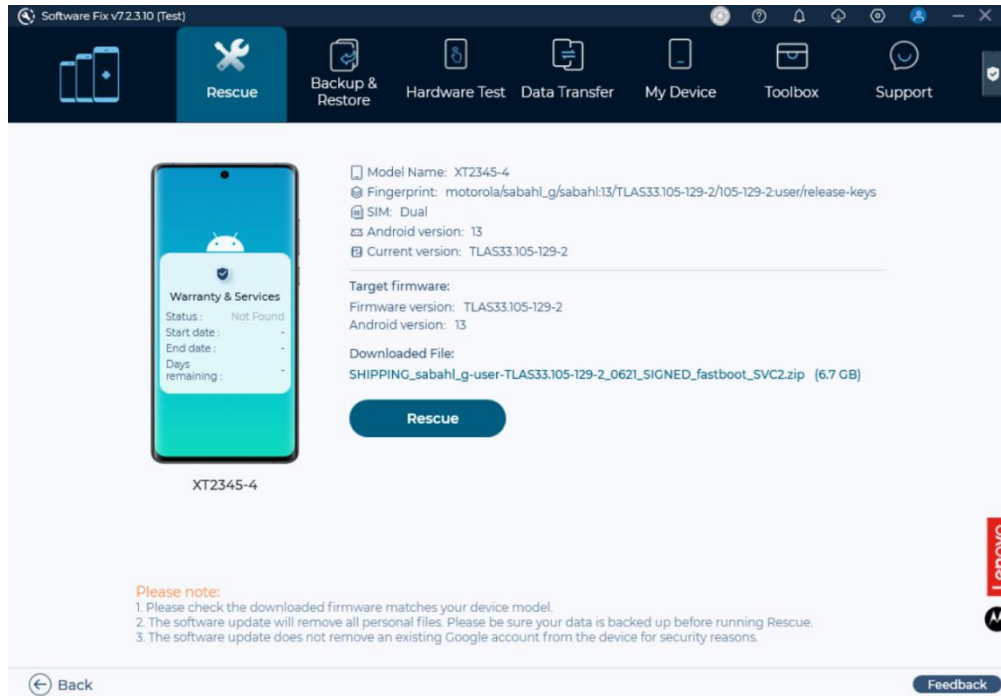 Software Fix v7.2.3.10 (Test)
Rescue
Backup &
Restore
Hardware Test
Data Transfer
My Device
Toolbox
Support
Model Name: XT2345-4
Fingerprint: motorola/sabahl_g/sabahl:13/TLAS33.105-129-2/105-129-2:user/release-keys
SIM: Dual
Android version: 13
Current version: TLAS33.105-129-2
Warranty & Services
Status : Not Found
Start date : -
End date : -
Days
remaining : -
XT2345-4
Target firmware:
Firmware version: TLAS33.105-129-2
Android version: 13
Downloaded File:
SHIPPING_sabahl_g-user-TLAS33.105-129-2_0621_SIGNED_fastboot_SVC2.zip (6.7 GB)
Rescue
Lenovo
Please note:
1. Please check the downloaded firmware matches your device model.
2. The software update will remove all personal files. Please be sure your data is backed up before running Rescue.
3. The software update does not remove an existing Google account from the device for security reasons.
Back
Feedback